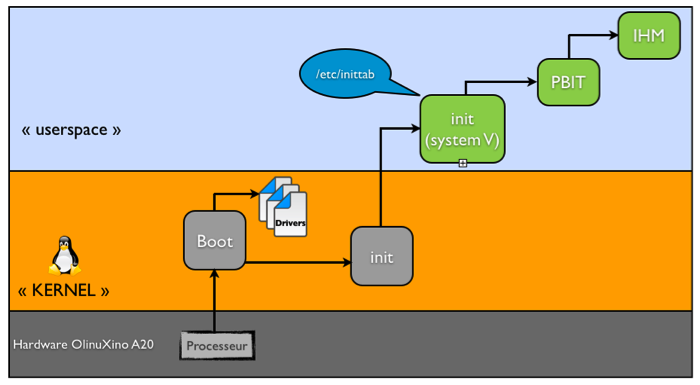 IHM
/etc/inittab
PBIT
init
(system V)
« userspace »
Drivers
Boot
init
« KERNEL »
Hardware OlinuXino A20
Processeur